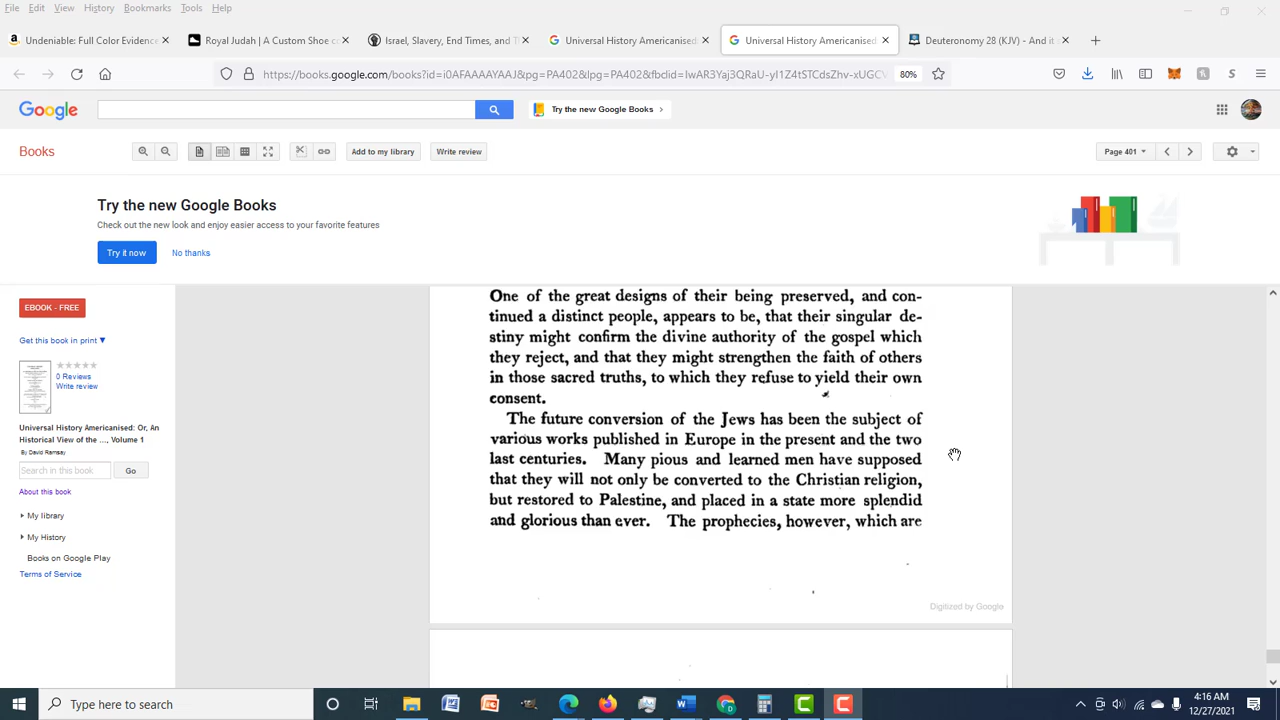 File Edit View History Bookmarks Tools Help
Undeniable: Full Color Evidence Royal Judah | A Custom Shoe co Israel, Slavery, End Times, and T Universal History Americanised: Universal History Americanised: Deuteronomy 28 (KJV) - And it
https://books.google.com/books?id=i0AFAAAAYAAJ&pg=PA402&lpg=PA402&fbclid=IwAR3Yaj3QRaU-yI1Z4tSTCdsZhv-xUGCV 80%
Google Try the new Google Books
Books Add to my library Write review Page 401
Try the new Google Books
Check out the new look and enjoy easier access to your favorite features
Try it now No thanks
EBOOK - FREE
Get this book in print
0 Reviews
Write review
Universal History Americanised: Or, An
Historical View of the ..., Volume 1
By David Ramsay
Search in this book Go
About this book
My library
My History
Books on Google Play
Terms of Service
One of the great designs of their being preserved, and con-
tinued a distinct people, appears to be, that their singular de-
stiny might confirm the divine authority of the gospel which
they reject, and that they might strengthen the faith of others
in those sacred truths, to which they refuse to yield their own
consent.
The future conversion of the Jews has been the subject of
various works published in Europe in the present and the two
last centuries. Many pious and learned men have supposed
that they will not only be converted to the Christian religion,
but restored to Palestine, and placed in a state more splendid
and glorious than ever. The prophecies, however, which are
Digitized by Google
Type here to search
4:16 AM
12/27/2021